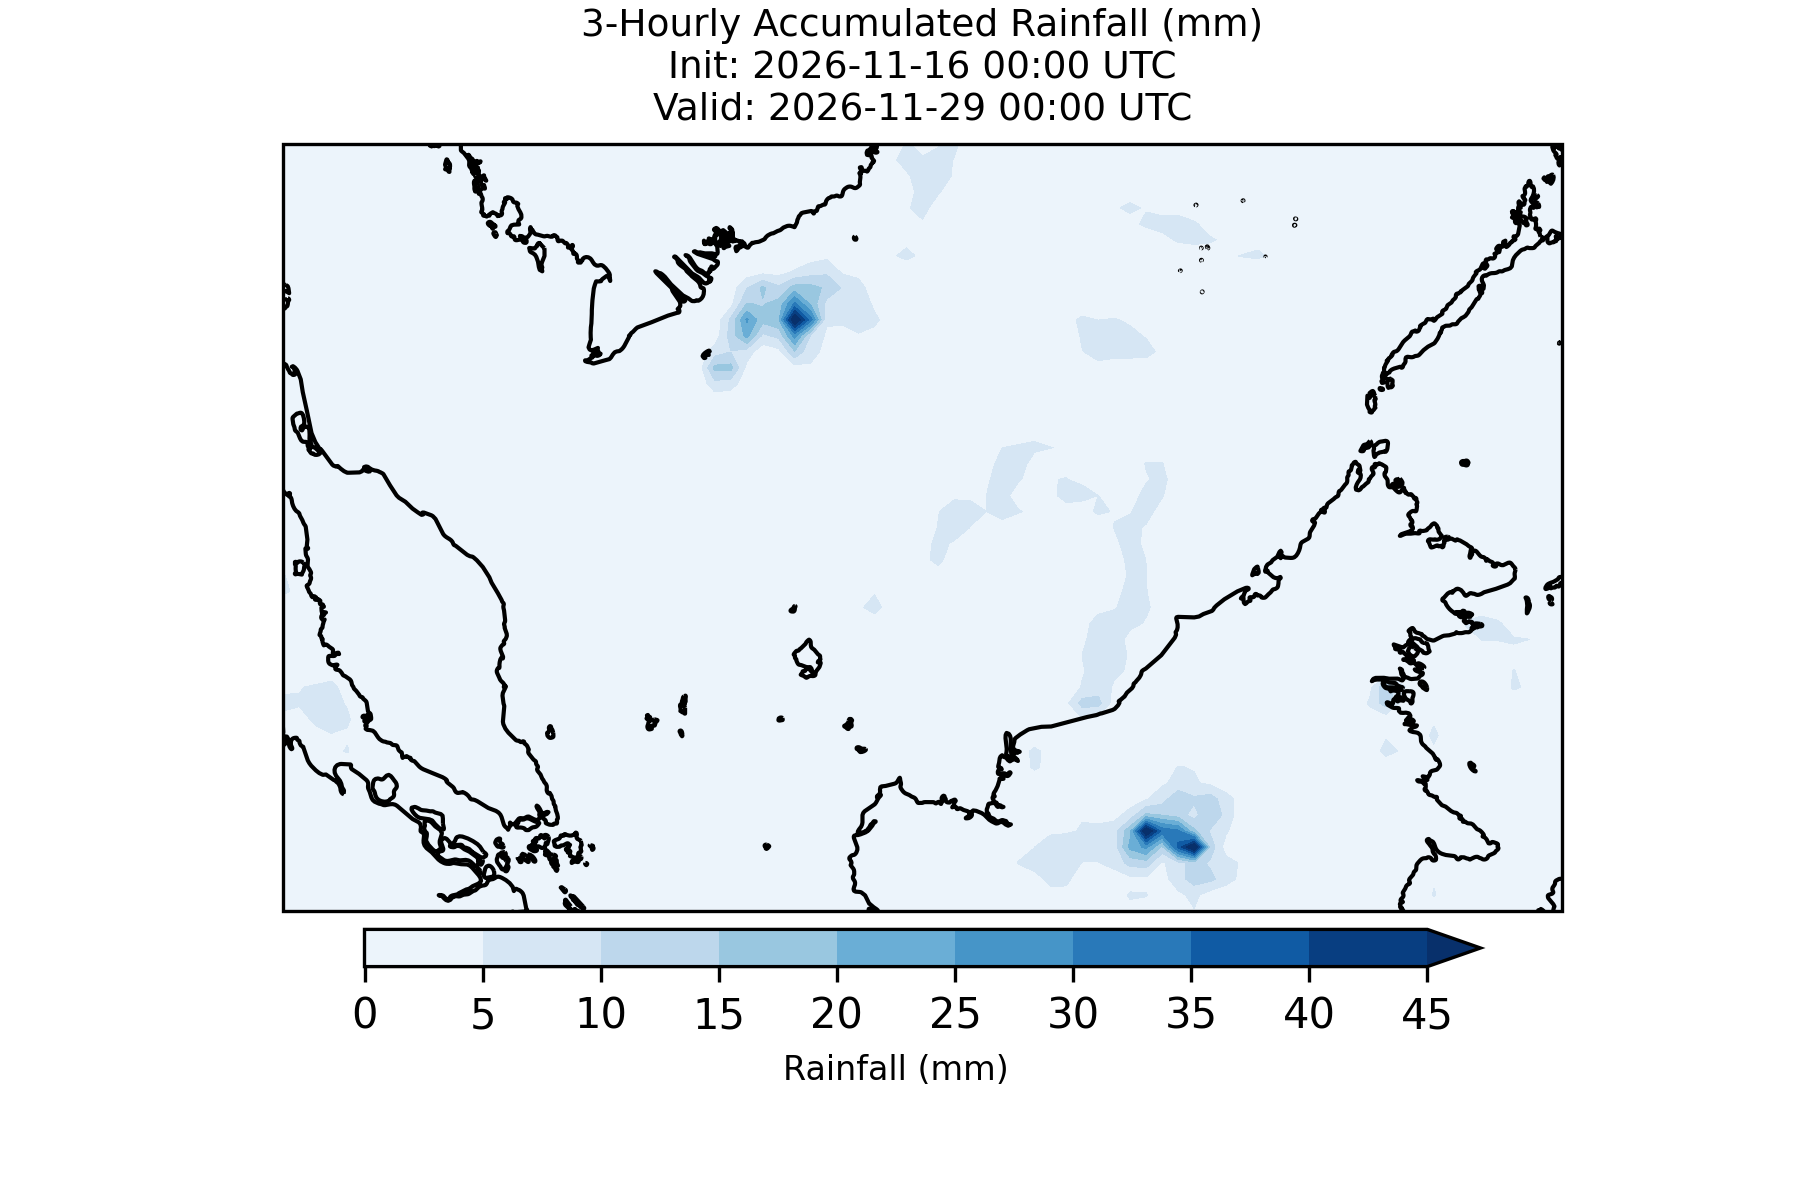 3-Hourly Accumulated Rainfall (mm)
Init: 2026-11-16 00:00 UTC
Valid: 2026-11-29 00:00 UTC
0 5 10 15 20 25 30 35 40 45
Rainfall (mm)